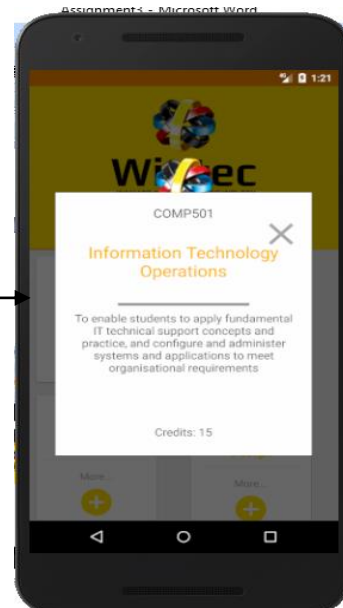 Assignment3 - Microsoft Word
1:21
COMP501
Information Technology
Operations
To enable students to apply fundamental
IT technical support concepts and
practice, and configure and administer
systems and applications to meet
organisational requirements
Credits: 15
More...
More...